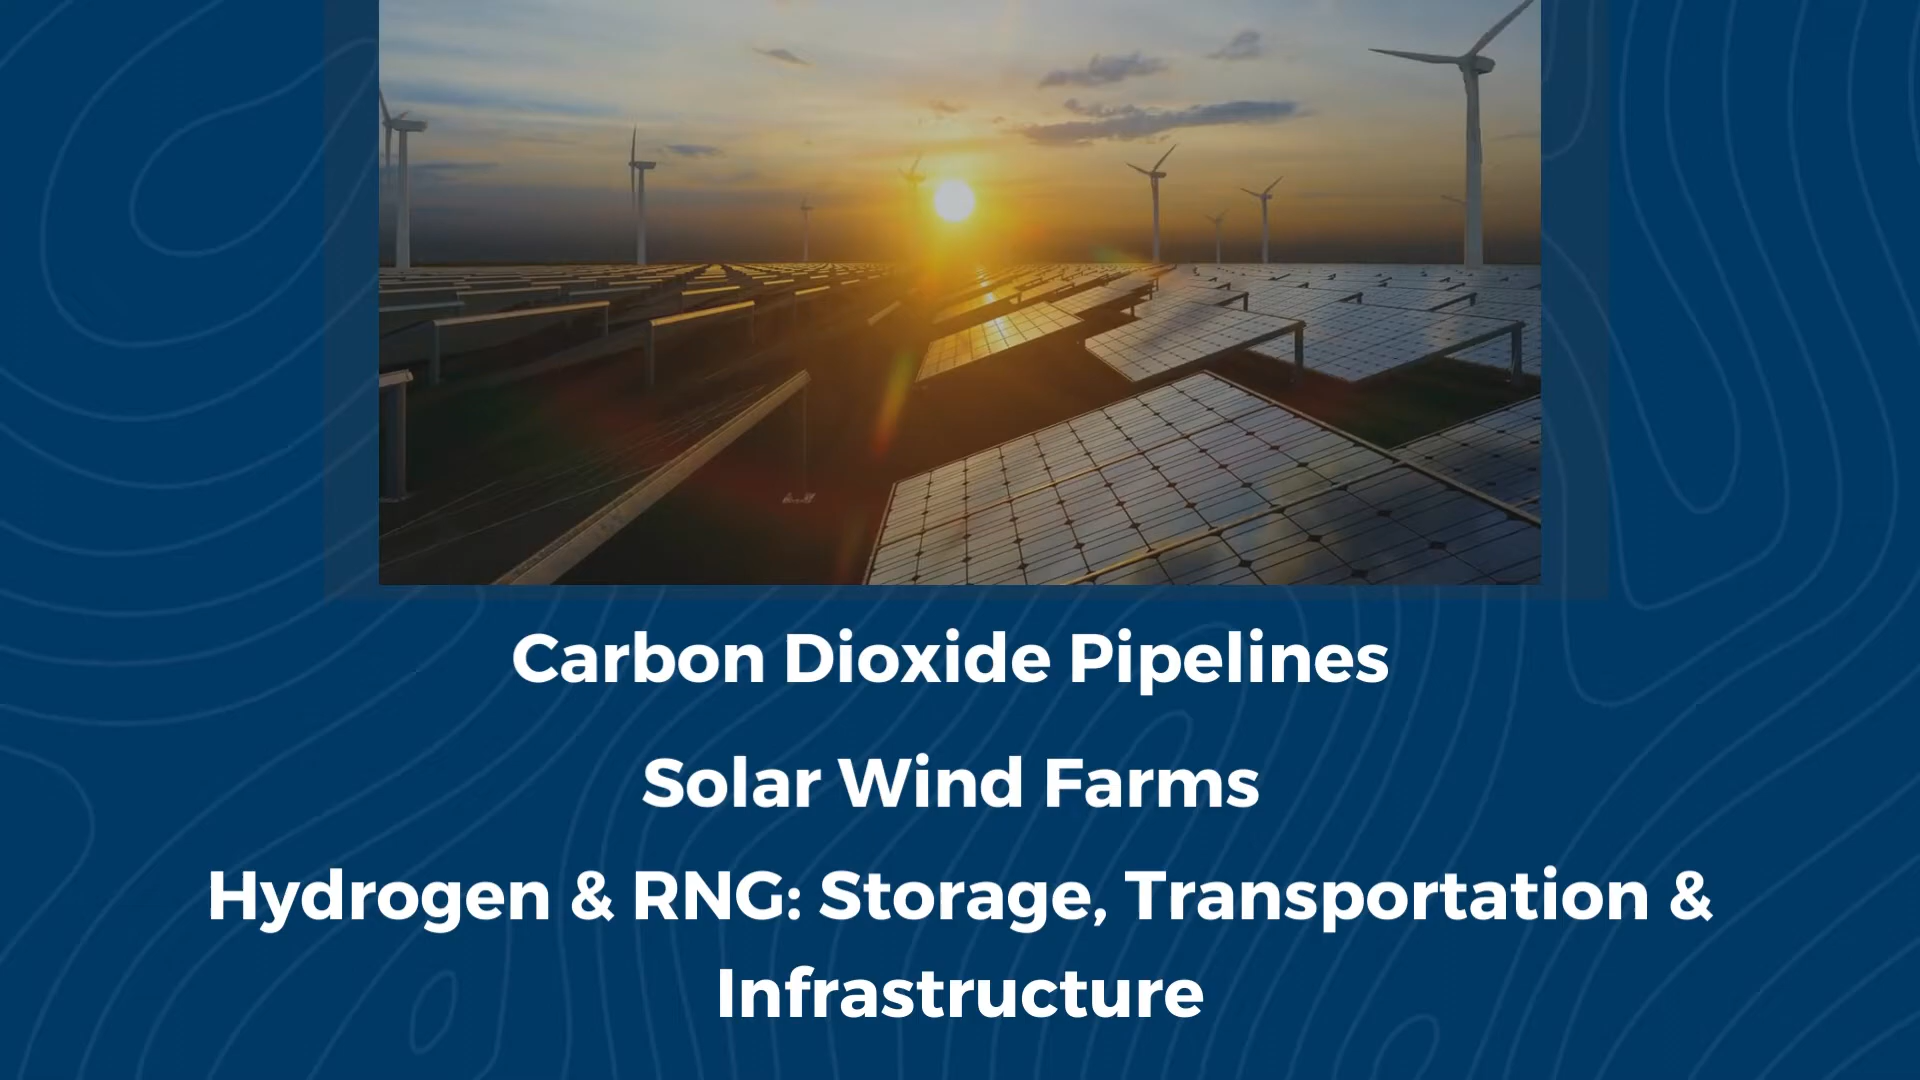 Carbon Dioxide Pipelines
Solar Wind Farms
Hydrogen & RNG: Storage, Transportation &
Infrastructure